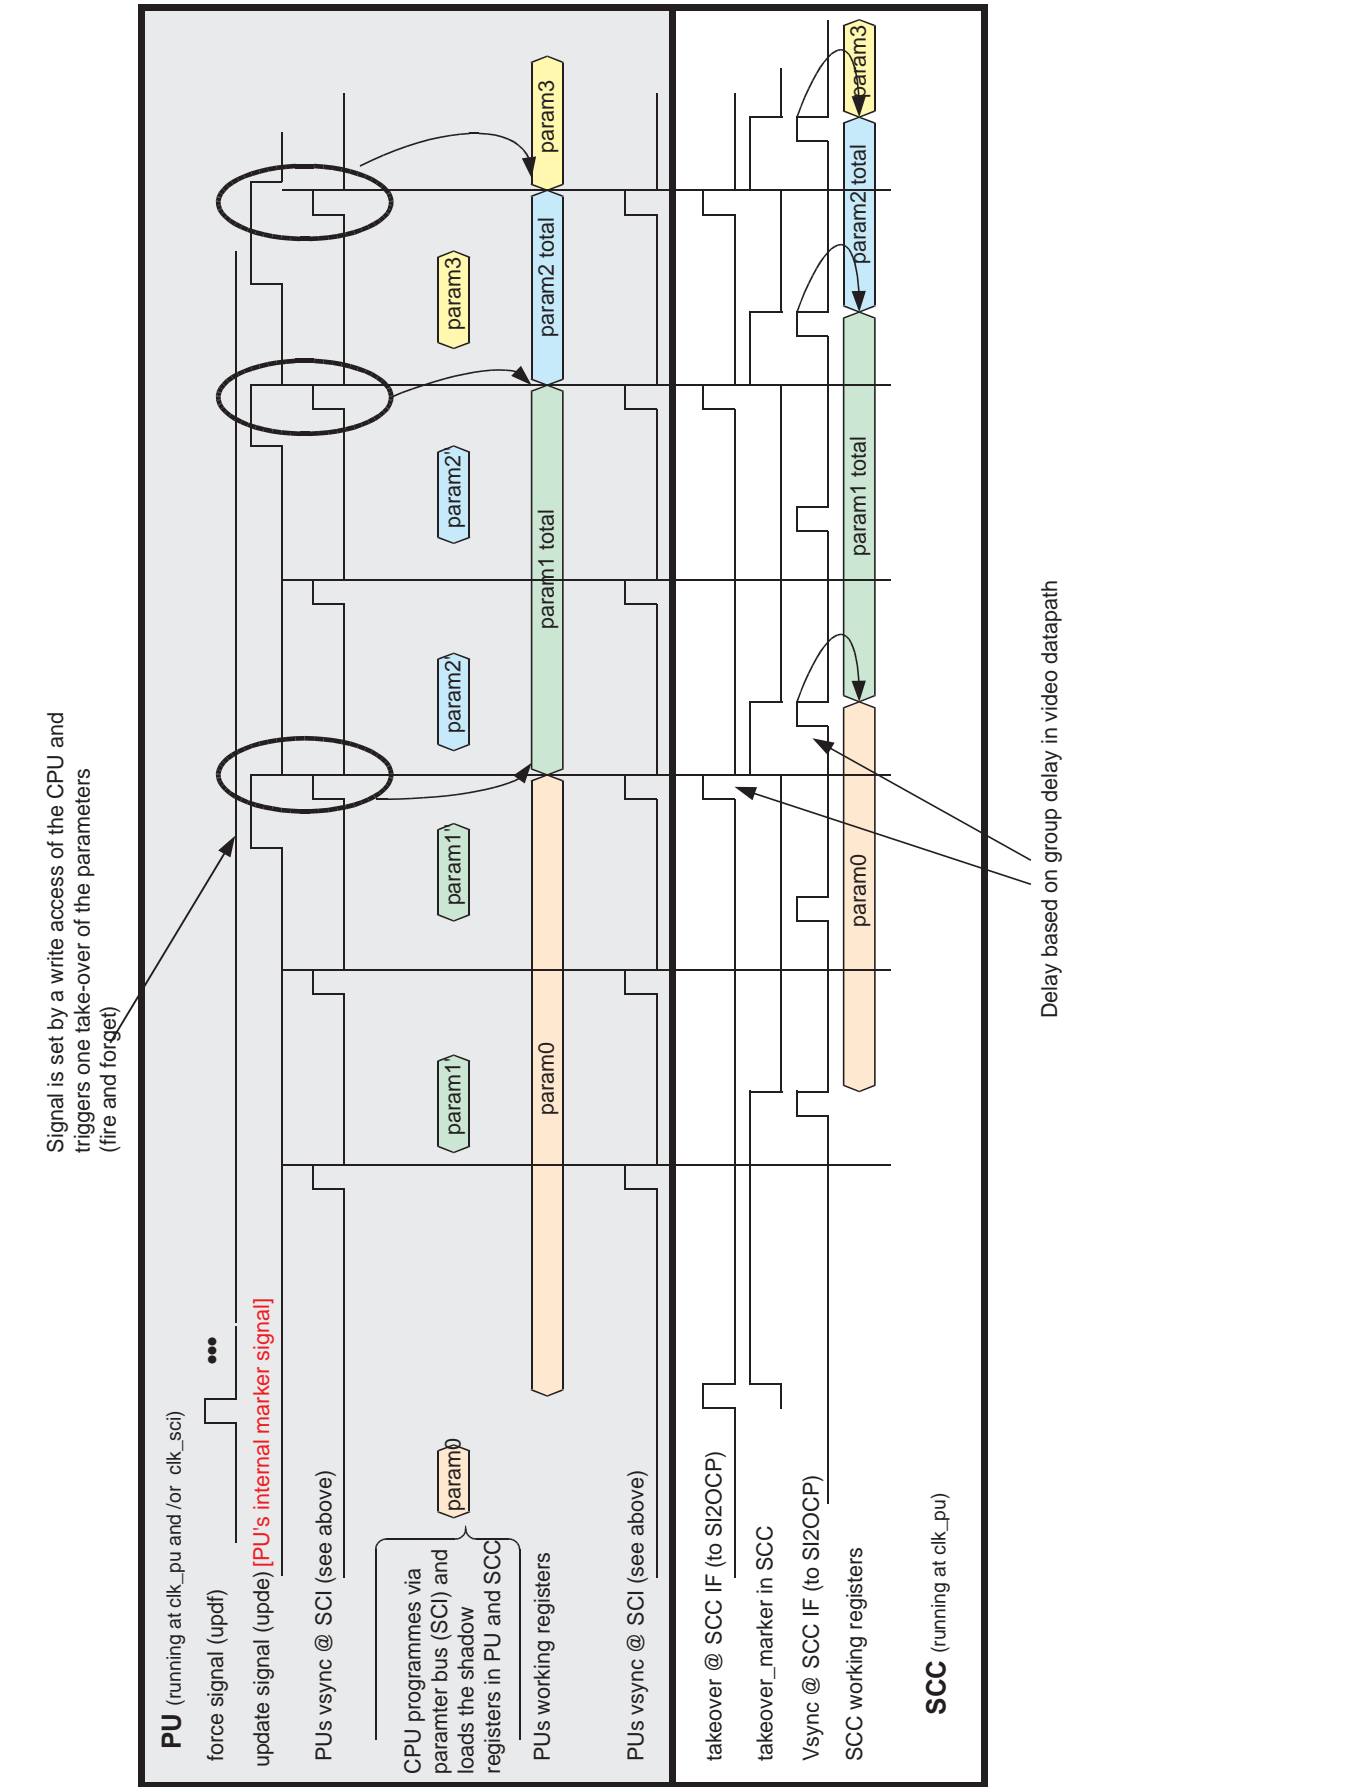 Signal is set by a write access of the CPU and
triggers one take-over of the parameters
(fire and forget)
PU (running at clk_pu and /or clk_sci)
force signal (updf)
•••
update signal (upde) [PU's internal marker signal]
PUs vsync @ SCI (see above)
CPU programmes via
paramter bus (SCI) and
loads the shadow
registers in PU and SCC
param0
param1'
param1''
param2'
param2''
param3
PUs working registers
param0
param1 total
param2 total
param3
PUs vsync @ SCI (see above)
takeover @ SCC IF (to SI2OCP)
takeover_marker in SCC
Vsync @ SCC IF (to SI2OCP)
SCC working registers
param0
param1 total
param2 total
param3
SCC (running at clk_pu)
Delay based on group delay in video datapath